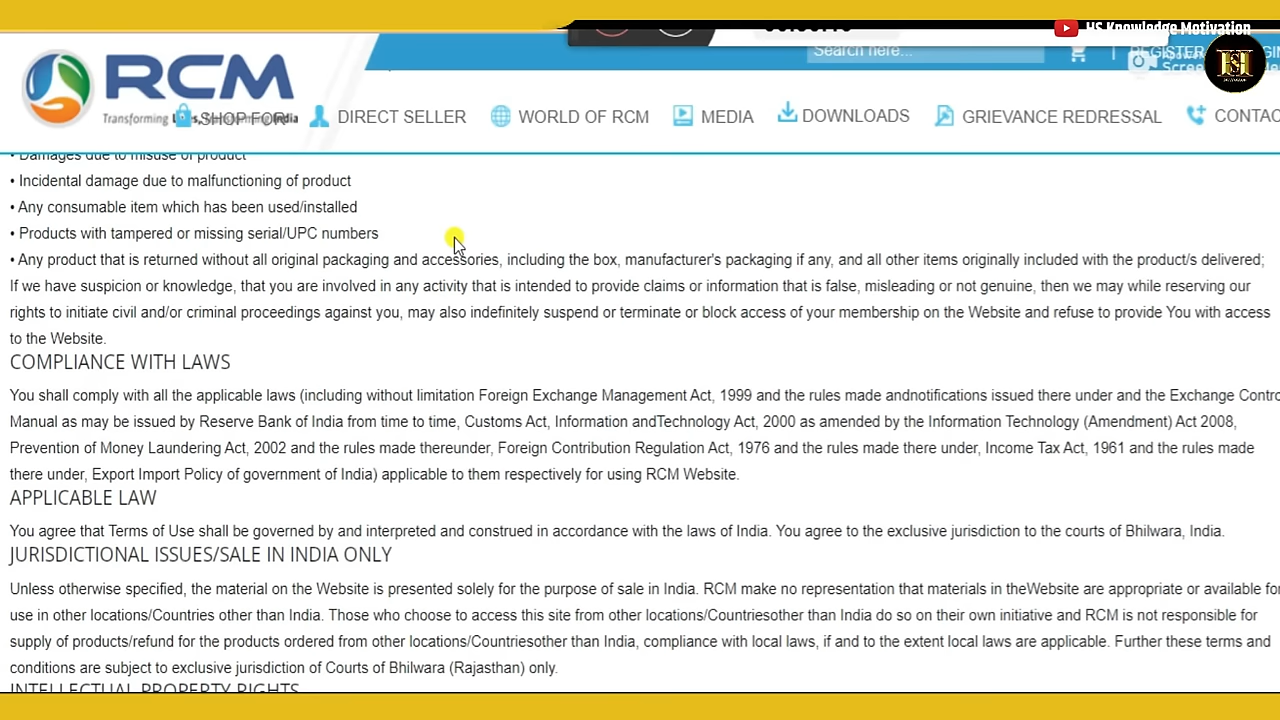 HS Knowledge Motivation
RCM
Transforming Lives, Transforming India
Search here...
REGISTER
SHOP FOR
DIRECT SELLER
WORLD OF RCM
MEDIA
DOWNLOADS
GRIEVANCE REDRESSAL
CONTAC
• Damages due to misuse of product
• Incidental damage due to malfunctioning of product
• Any consumable item which has been used/installed
• Products with tampered or missing serial/UPC numbers
• Any product that is returned without all original packaging and accessories, including the box, manufacturer's packaging if any, and all other items originally included with the product/s delivered;
If we have suspicion or knowledge, that you are involved in any activity that is intended to provide claims or information that is false, misleading or not genuine, then we may while reserving our
rights to initiate civil and/or criminal proceedings against you, may also indefinitely suspend or terminate or block access of your membership on the Website and refuse to provide You with access
to the Website.
COMPLIANCE WITH LAWS
You shall comply with all the applicable laws (including without limitation Foreign Exchange Management Act, 1999 and the rules made andnotifications issued there under and the Exchange Contro
Manual as may be issued by Reserve Bank of India from time to time, Customs Act, Information andTechnology Act, 2000 as amended by the Information Technology (Amendment) Act 2008,
Prevention of Money Laundering Act, 2002 and the rules made thereunder, Foreign Contribution Regulation Act, 1976 and the rules made there under, Income Tax Act, 1961 and the rules made
there under, Export Import Policy of government of India) applicable to them respectively for using RCM Website.
APPLICABLE LAW
You agree that Terms of Use shall be governed by and interpreted and construed in accordance with the laws of India. You agree to the exclusive jurisdiction to the courts of Bhilwara, India.
JURISDICTIONAL ISSUES/SALE IN INDIA ONLY
Unless otherwise specified, the material on the Website is presented solely for the purpose of sale in India. RCM make no representation that materials in theWebsite are appropriate or available for
use in other locations/Countries other than India. Those who choose to access this site from other locations/Countriesother than India do so on their own initiative and RCM is not responsible for
supply of products/refund for the products ordered from other locations/Countriesother than India, compliance with local laws, if and to the extent local laws are applicable. Further these terms and
conditions are subject to exclusive jurisdiction of Courts of Bhilwara (Rajasthan) only.
INTELLECTUAL PROPERTY RIGHTS